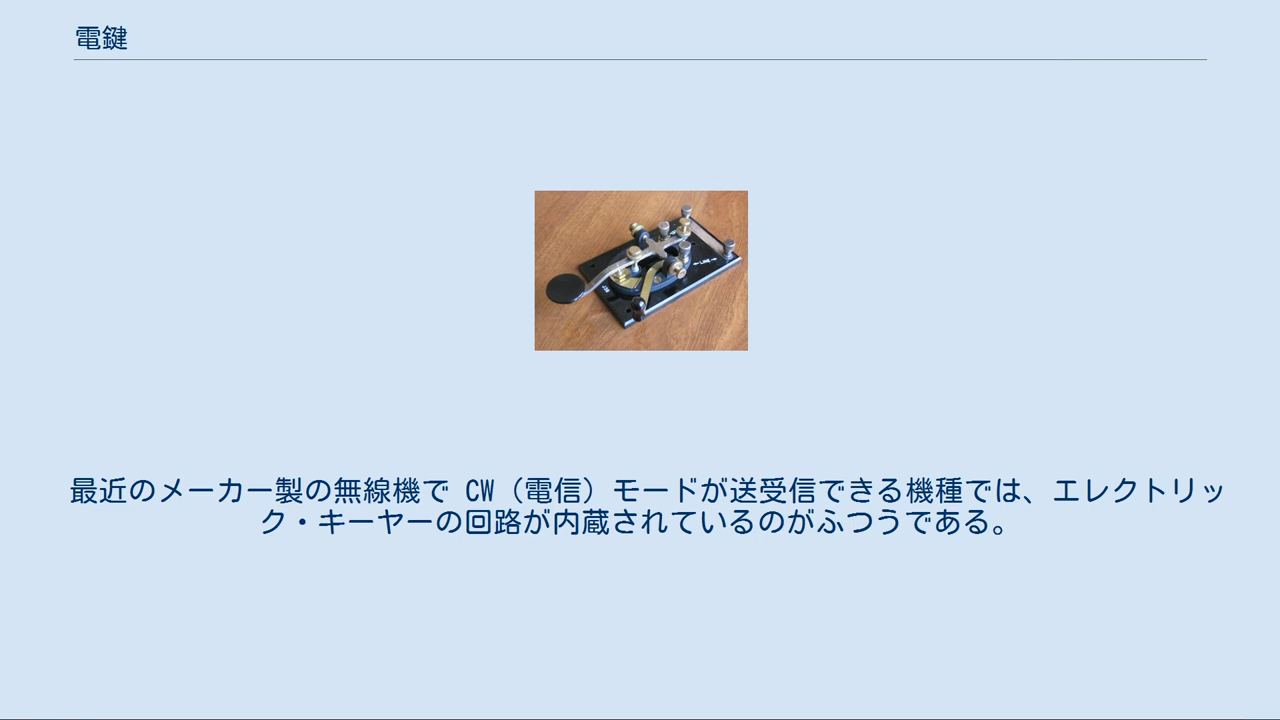 電鍵
最近のメーカー製の無線機で CW（電信）モードが送受信できる機種では、エレクトリッ
ク・キーヤーの回路が内蔵されているのがふつうである。